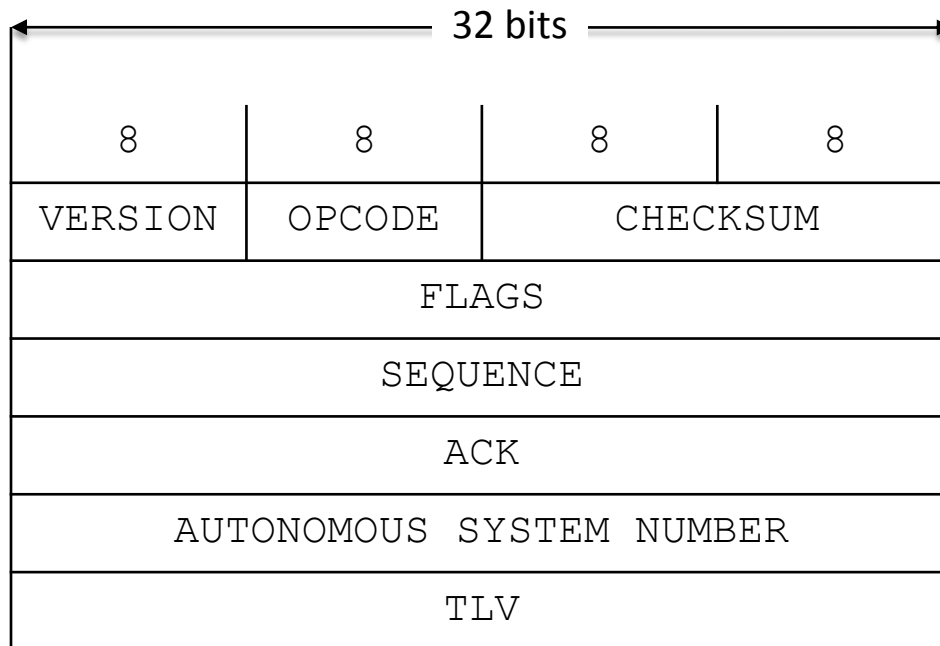 32 bits
8 8 8 8
VERSION OPCODE CHECKSUM
FLAGS
SEQUENCE
ACK
AUTONOMOUS SYSTEM NUMBER
TLV